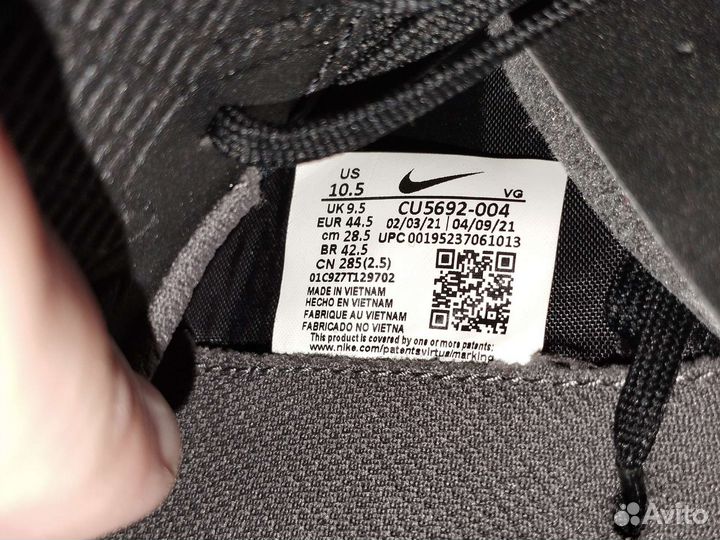 US
10.5
VG
UK 9.5
CU5692-004
EUR 44.5
02/03/21 | 04/09/21
cm 28.5
UPC 00195237061013
BR 42.5
CN 285(2.5)
01C9Z7T129702
MADE IN VIETNAM
HECHO EN VIETNAM
FABRIQUE AU VIETNAM
FABRICADO NO VIETNA
This product is covered by one or more patents:
www.nike.com/patentsvirtualmarking
Avito